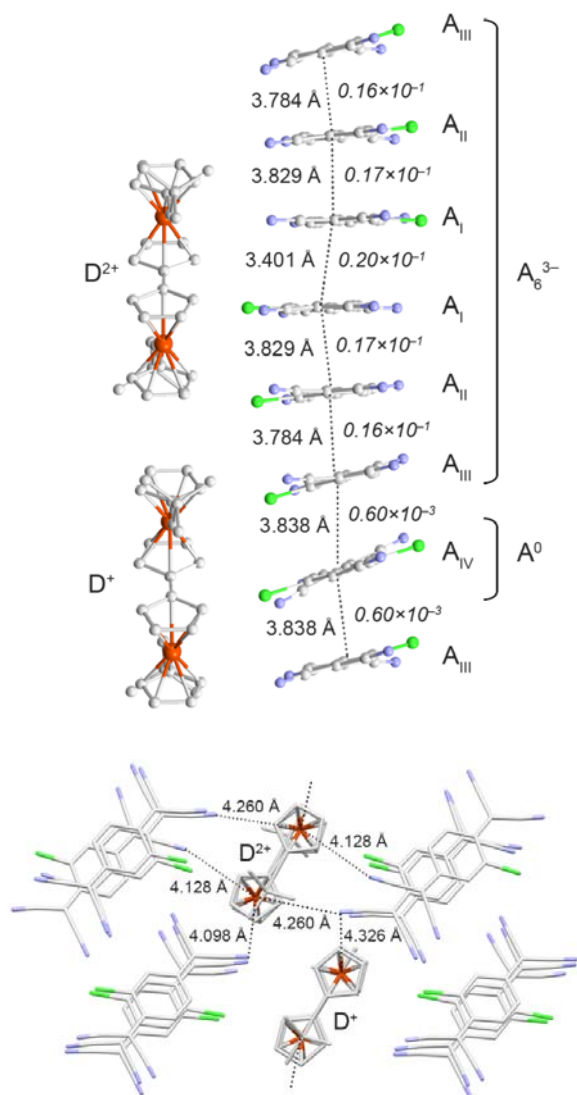 A_III
3.784 Å 0.16×10⁻¹
A_II
3.829 Å 0.17×10⁻¹
A_I
D²⁺
3.401 Å 0.20×10⁻¹
A₆³⁻
A_I
3.829 Å 0.17×10⁻¹
A_II
3.784 Å 0.16×10⁻¹
A_III
3.838 Å 0.60×10⁻³
D⁺
A_IV A⁰
3.838 Å 0.60×10⁻³
A_III
4.260 Å
D²⁺
4.128 Å
4.128 Å
4.260 Å
4.098 Å
4.326 Å
D⁺